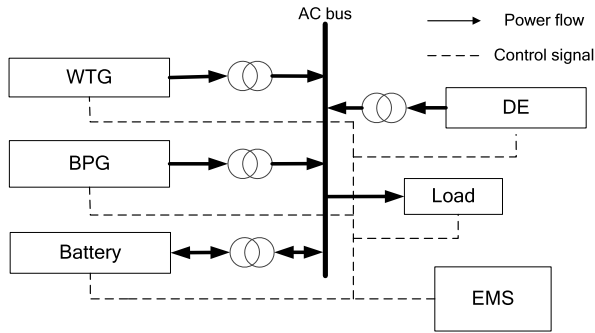 AC bus
Power flow
Control signal
WTG
DE
BPG
Load
Battery
EMS